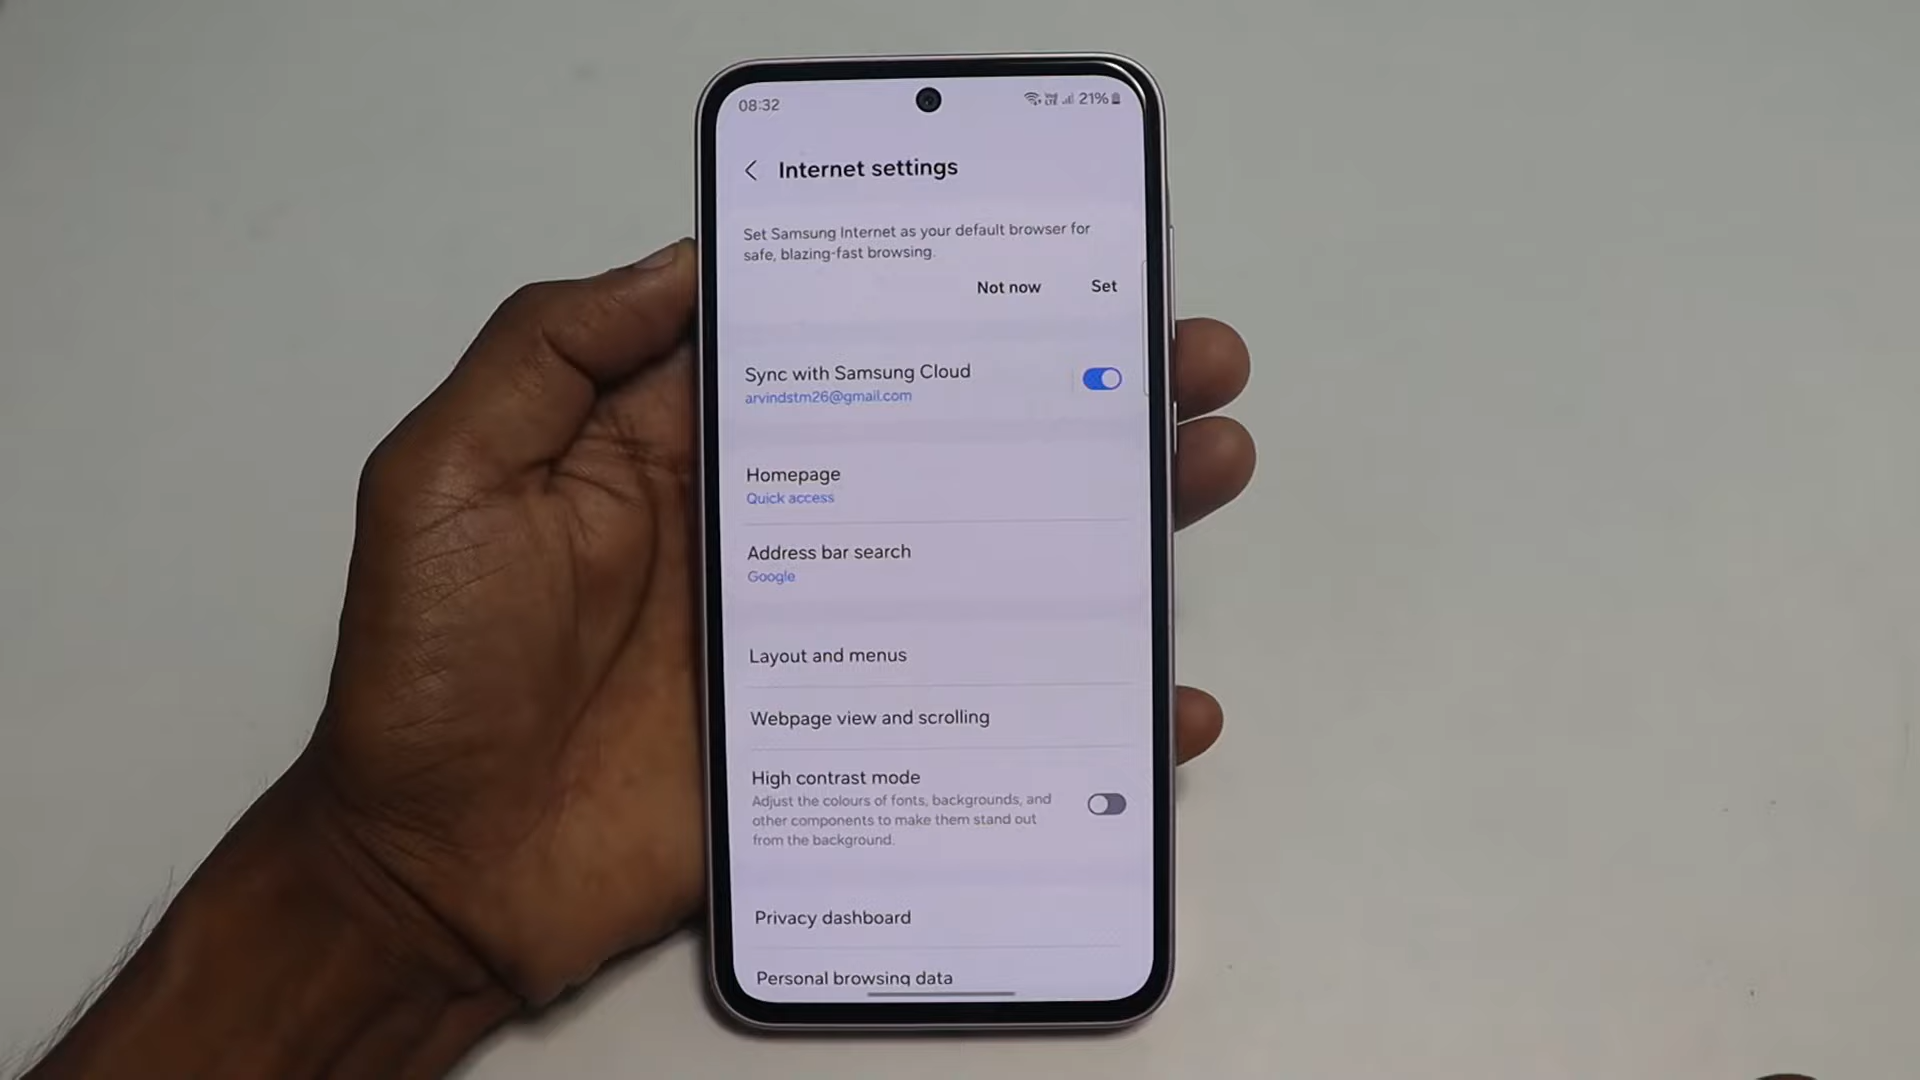 08:32
21%
Internet settings
Set Samsung Internet as your default browser for
safe, blazing-fast browsing.
Not now Set
Sync with Samsung Cloud
arvindstm26@gmail.com
Homepage
Quick access
Address bar search
Google
Layout and menus
Webpage view and scrolling
High contrast mode
Adjust the colours of fonts, backgrounds, and
other components to make them stand out
from the background.
Privacy dashboard
Personal browsing data